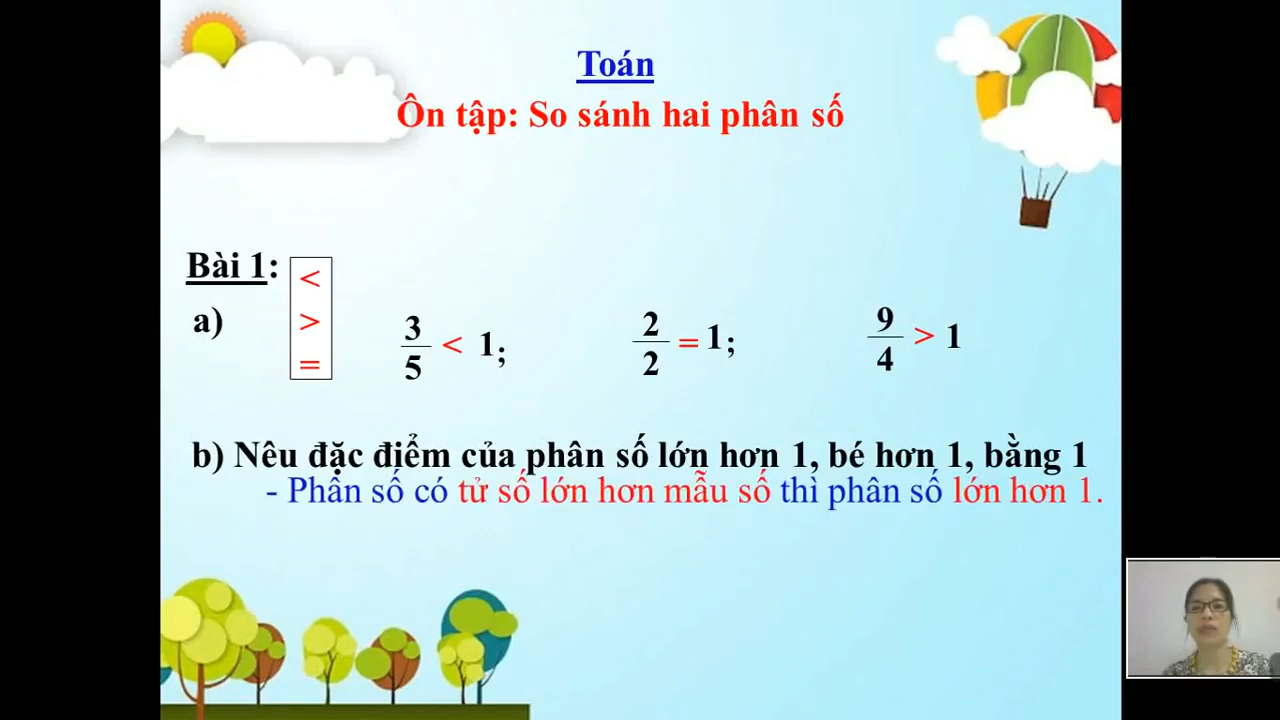 Toán
Ôn tập: So sánh hai phân số
Bài 1:
<
>
=
a)
3/5 < 1; 2/2 = 1; 9/4 > 1
b) Nêu đặc điểm của phân số lớn hơn 1, bé hơn 1, bằng 1
- Phân số có tử số lớn hơn mẫu số thì phân số lớn hơn 1.